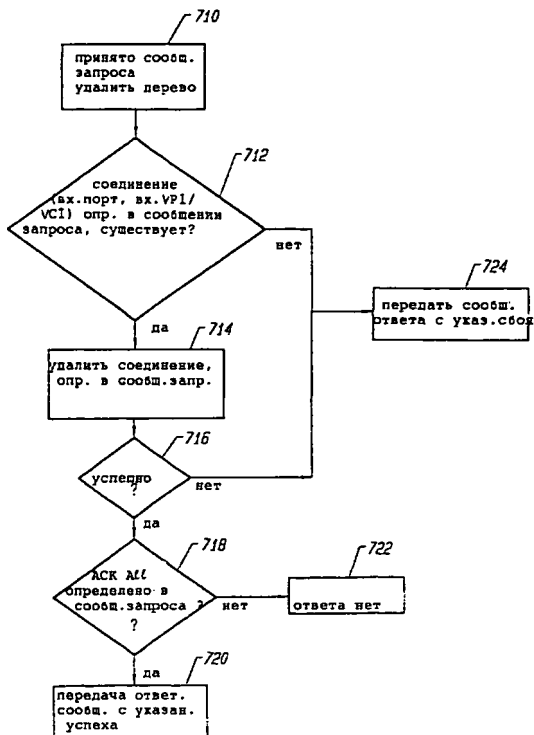 710
принято сообщ.
запроса
удалить дерево
712
соединение
(вх.порт, вх.VPI/
VCI) опр. в сообщении
запроса, существует?
нет
724
передать сообщ.
ответа с указ.сбоя
да
714
удалить соединение,
опр. в сообщ.запр.
716
успешно
?
нет
да
718
ACK All
определено в
сообщ.запроса ?
?
нет
722
ответа нет
да
720
передача ответ.
сообщ. с указан.
успеха